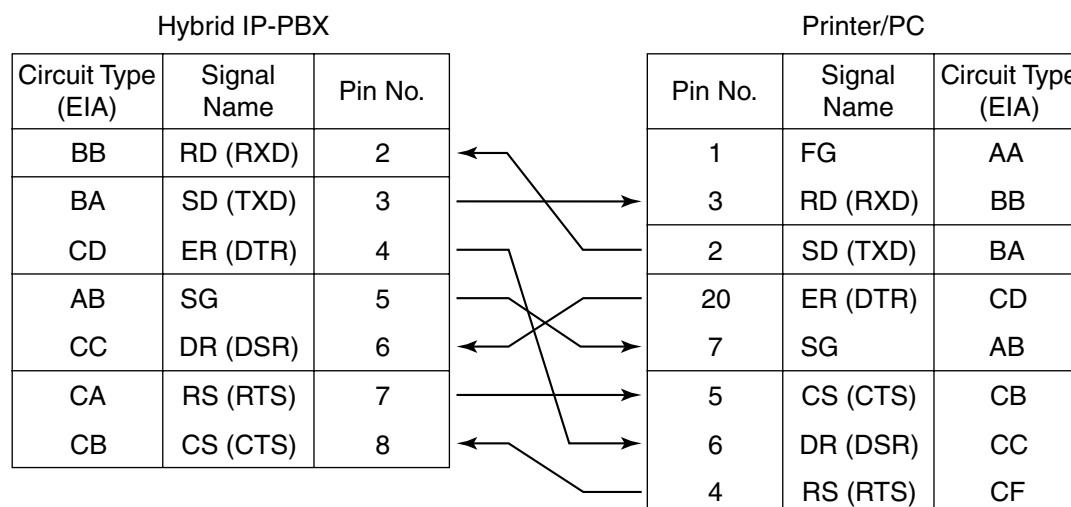 Hybrid IP-PBX
Circuit Type (EIA) Signal Name Pin No.
BB RD (RXD) 2
BA SD (TXD) 3
CD ER (DTR) 4
AB SG 5
CC DR (DSR) 6
CA RS (RTS) 7
CB CS (CTS) 8
Printer/PC
Pin No. Signal Name Circuit Type (EIA)
1 FG AA
3 RD (RXD) BB
2 SD (TXD) BA
20 ER (DTR) CD
7 SG AB
5 CS (CTS) CB
6 DR (DSR) CC
4 RS (RTS) CF